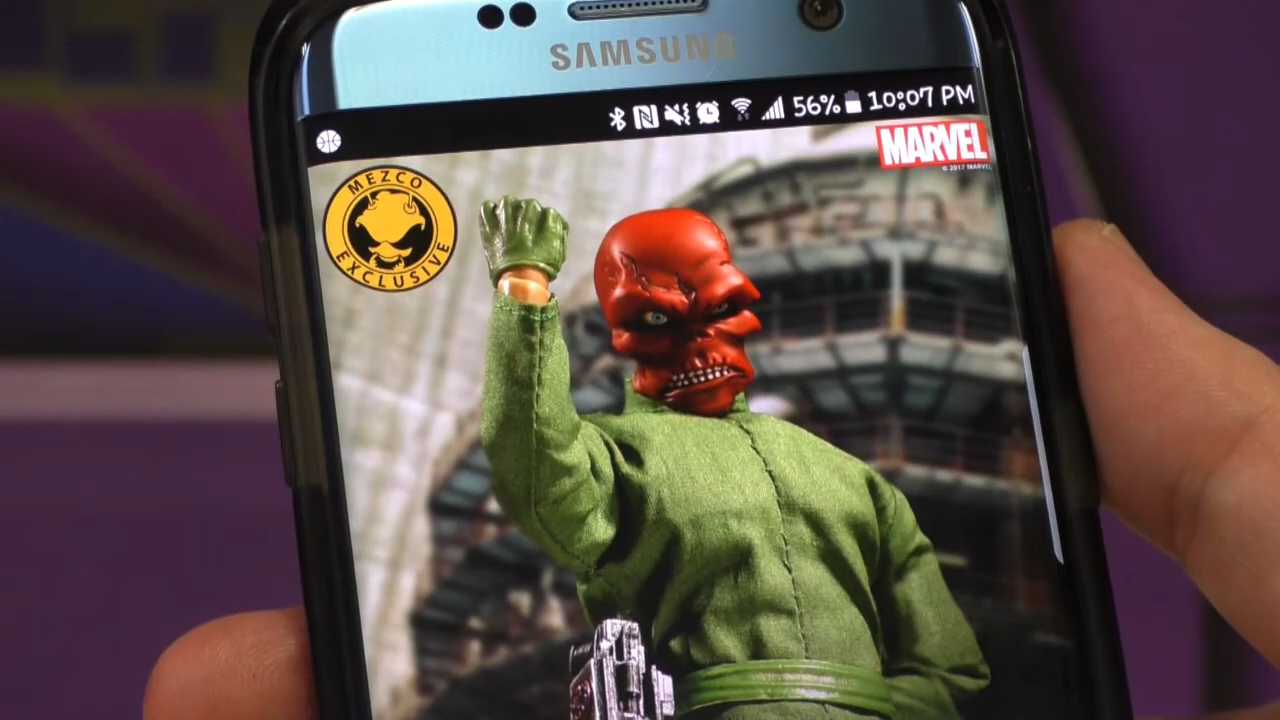 SAMSUNG
56% 10:07 PM
MARVEL
© 2017 MARVEL
MEZCO
EXCLUSIVE